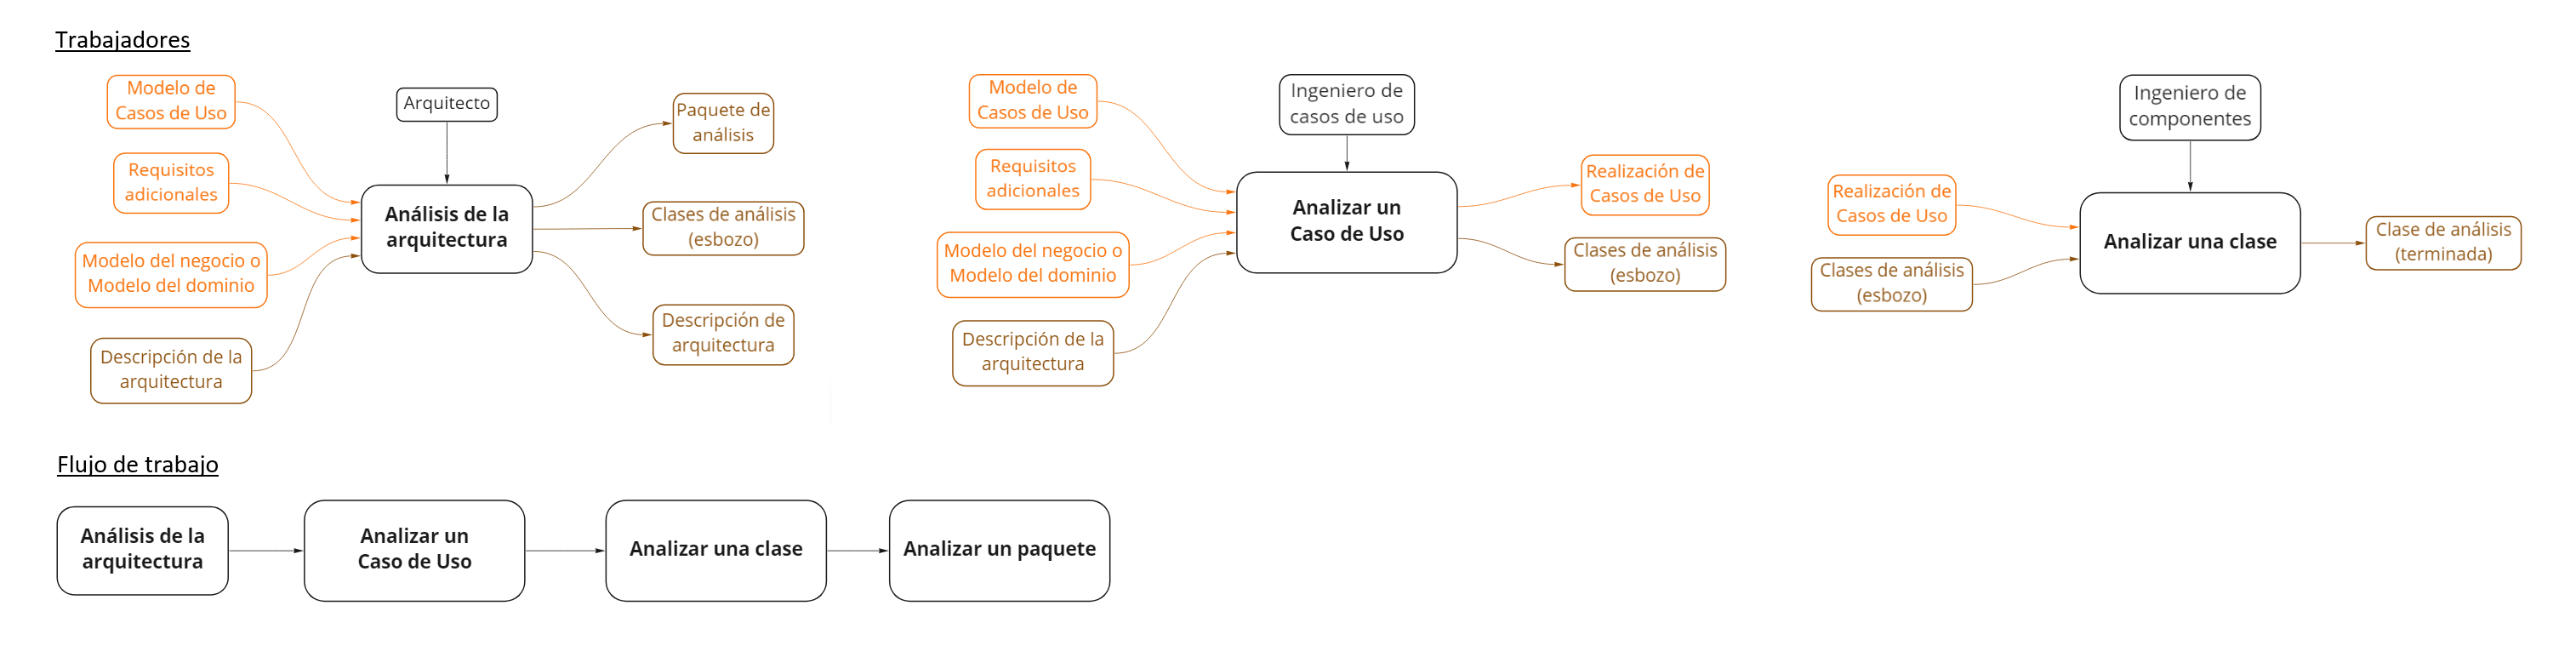 Trabajadores
Modelo de
Casos de Uso
Requisitos
adicionales
Modelo del negocio o
Modelo del dominio
Descripción de la
arquitectura
Arquitecto
Análisis de la
arquitectura
Paquete de
análisis
Clases de análisis
(esbozo)
Descripción de
arquitectura
Modelo de
Casos de Uso
Requisitos
adicionales
Modelo del negocio o
Modelo del dominio
Descripción de la
arquitectura
Ingeniero de
casos de uso
Analizar un
Caso de Uso
Realización de
Casos de Uso
Clases de análisis
(esbozo)
Realización de
Casos de Uso
Clases de análisis
(esbozo)
Ingeniero de
componentes
Analizar una clase
Clase de análisis
(terminada)
Flujo de trabajo
Análisis de la
arquitectura
Analizar un
Caso de Uso
Analizar una clase
Analizar un paquete